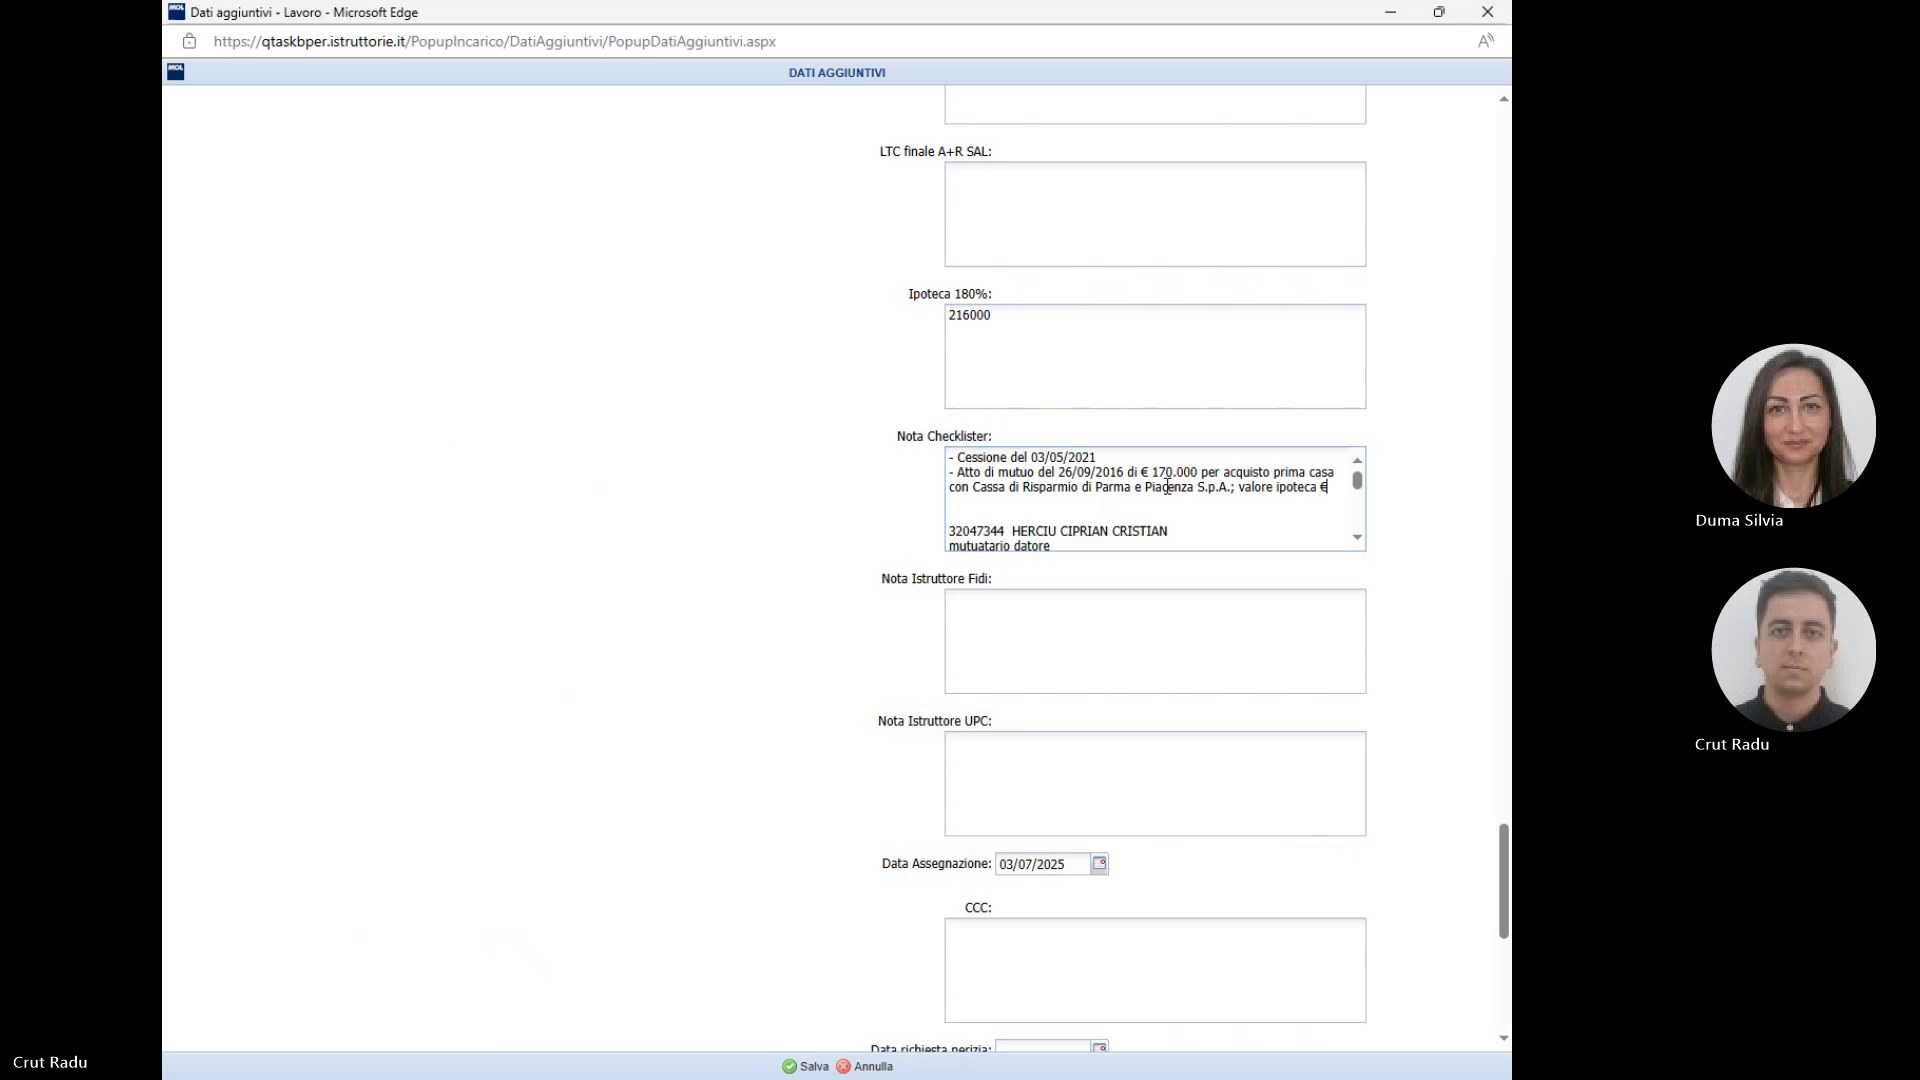 MOL
Dati aggiuntivi - Lavoro - Microsoft Edge
https://qtaskbper.istruttorie.it/PopupIncarico/DatiAggiuntivi/PopupDatiAggiuntivi.aspx
MOL
DATI AGGIUNTIVI
LTC finale A+R SAL:
Ipoteca 180%:
216000
Nota Checklister:
- Cessione del 03/05/2021
- Atto di mutuo del 26/09/2016 di € 170.000 per acquisto prima casa
con Cassa di Risparmio di Parma e Piacenza S.p.A.; valore ipoteca €
32047344  HERCIU CIPRIAN CRISTIAN
mutuatario datore
Nota Istruttore Fidi:
Nota Istruttore UPC:
Data Assegnazione: 03/07/2025
CCC:
Data richiesta perizia:
Salva Annulla
Duma Silvia
Crut Radu
Crut Radu